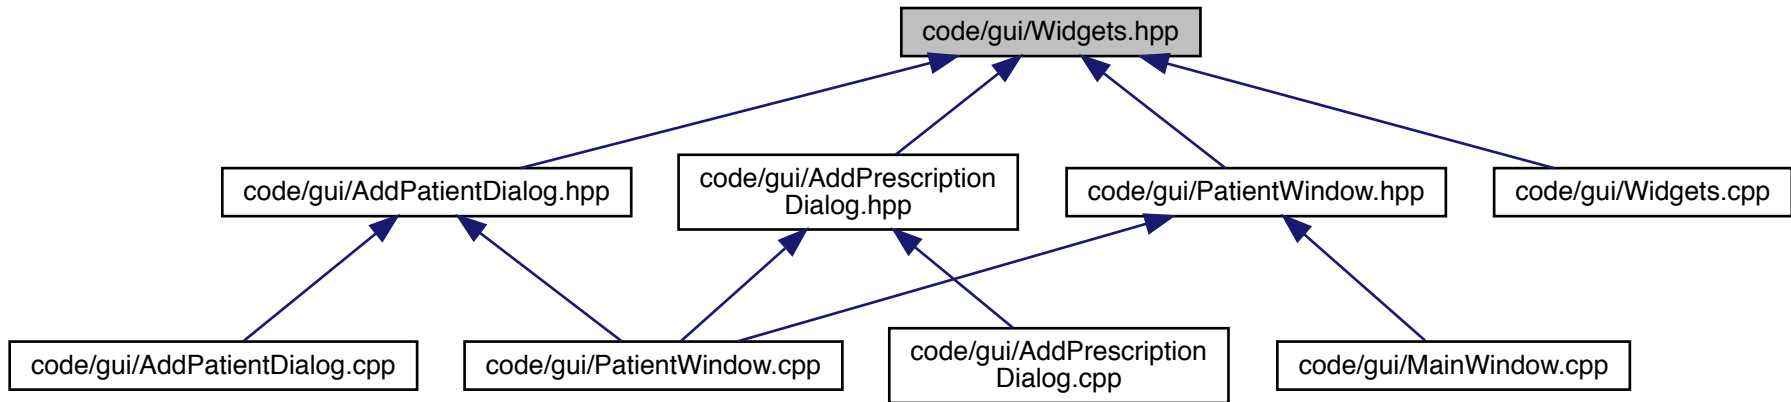 code/gui/Widgets.hpp
code/gui/AddPatientDialog.hpp
code/gui/AddPrescription
Dialog.hpp
code/gui/PatientWindow.hpp
code/gui/Widgets.cpp
code/gui/AddPatientDialog.cpp
code/gui/PatientWindow.cpp
code/gui/AddPrescription
Dialog.cpp
code/gui/MainWindow.cpp